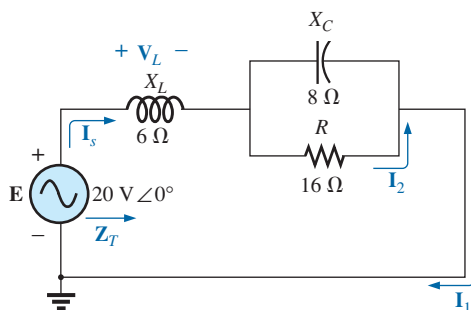 X_C
+ V_L −
X_L
8 Ω
I_s
6 Ω
R
+
16 Ω
I_2
E
20 V ∠0°
Z_T
−
I_1